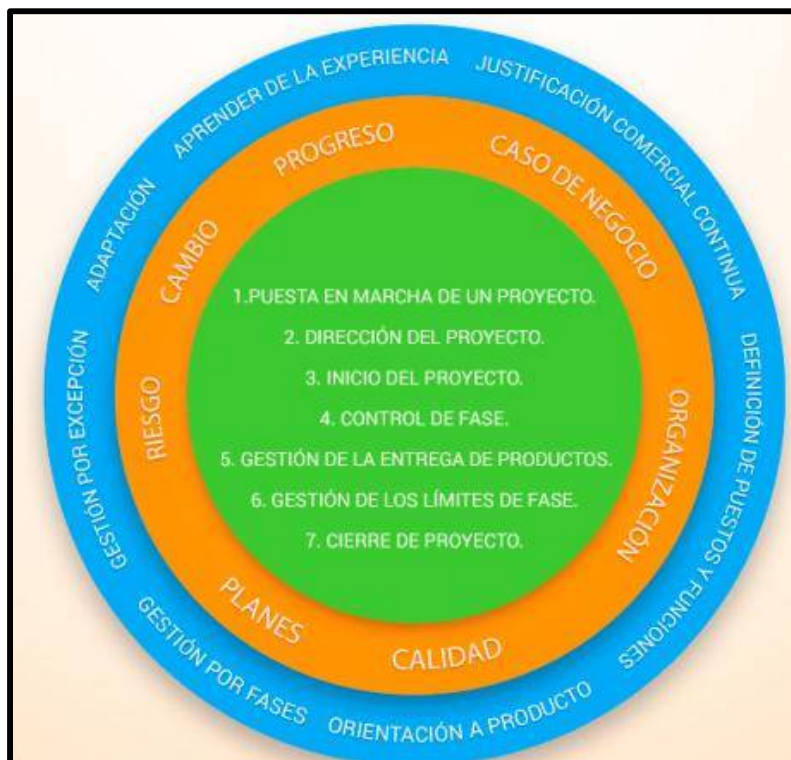 JUSTIFICACIÓN COMERCIAL CONTINUA
DEFINICIÓN DE PUESTOS Y FUNCIONES
ORIENTACIÓN A PRODUCTO
GESTIÓN POR FASES
GESTIÓN POR EXCEPCIÓN
ADAPTACIÓN
APRENDER DE LA EXPERIENCIA
CASO DE NEGOCIO
ORGANIZACIÓN
CALIDAD
PLANES
RIESGO
CAMBIO
PROGRESO
1.PUESTA EN MARCHA DE UN PROYECTO.
2. DIRECCIÓN DEL PROYECTO.
3. INICIO DEL PROYECTO.
4. CONTROL DE FASE.
5. GESTIÓN DE LA ENTREGA DE PRODUCTOS.
6. GESTIÓN DE LOS LÍMITES DE FASE.
7. CIERRE DE PROYECTO.